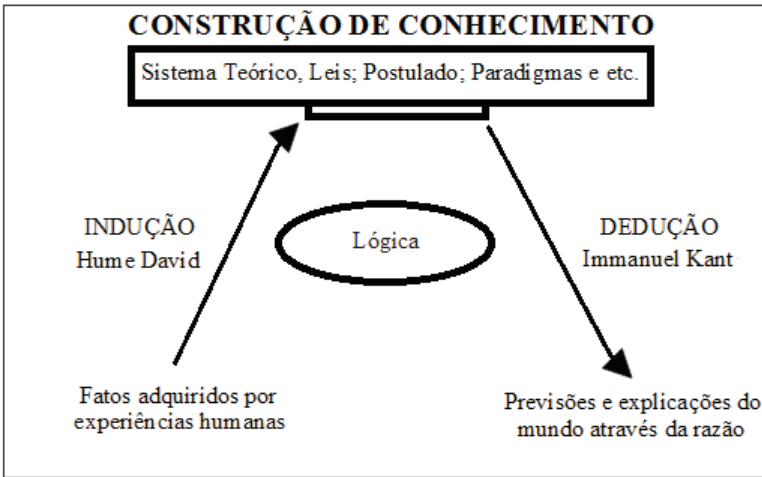 CONSTRUÇÃO DE CONHECIMENTO
Sistema Teórico, Leis; Postulado; Paradigmas e etc.
INDUÇÃO
Hume David
Lógica
DEDUÇÃO
Immanuel Kant
Fatos adquiridos por
experiências humanas
Previsões e explicações do
mundo através da razão